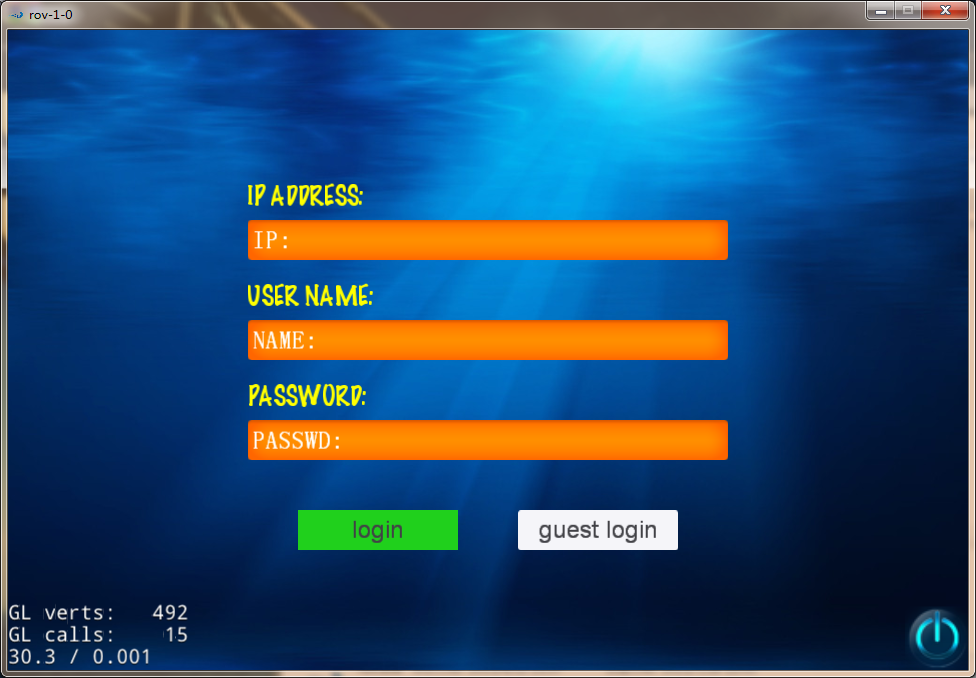 rov-1-0
IP ADDRESS:
IP:
USER NAME:
NAME:
PASSWORD:
PASSWD:
login guest login
GL verts: 492
GL calls: 15
30.3 / 0.001